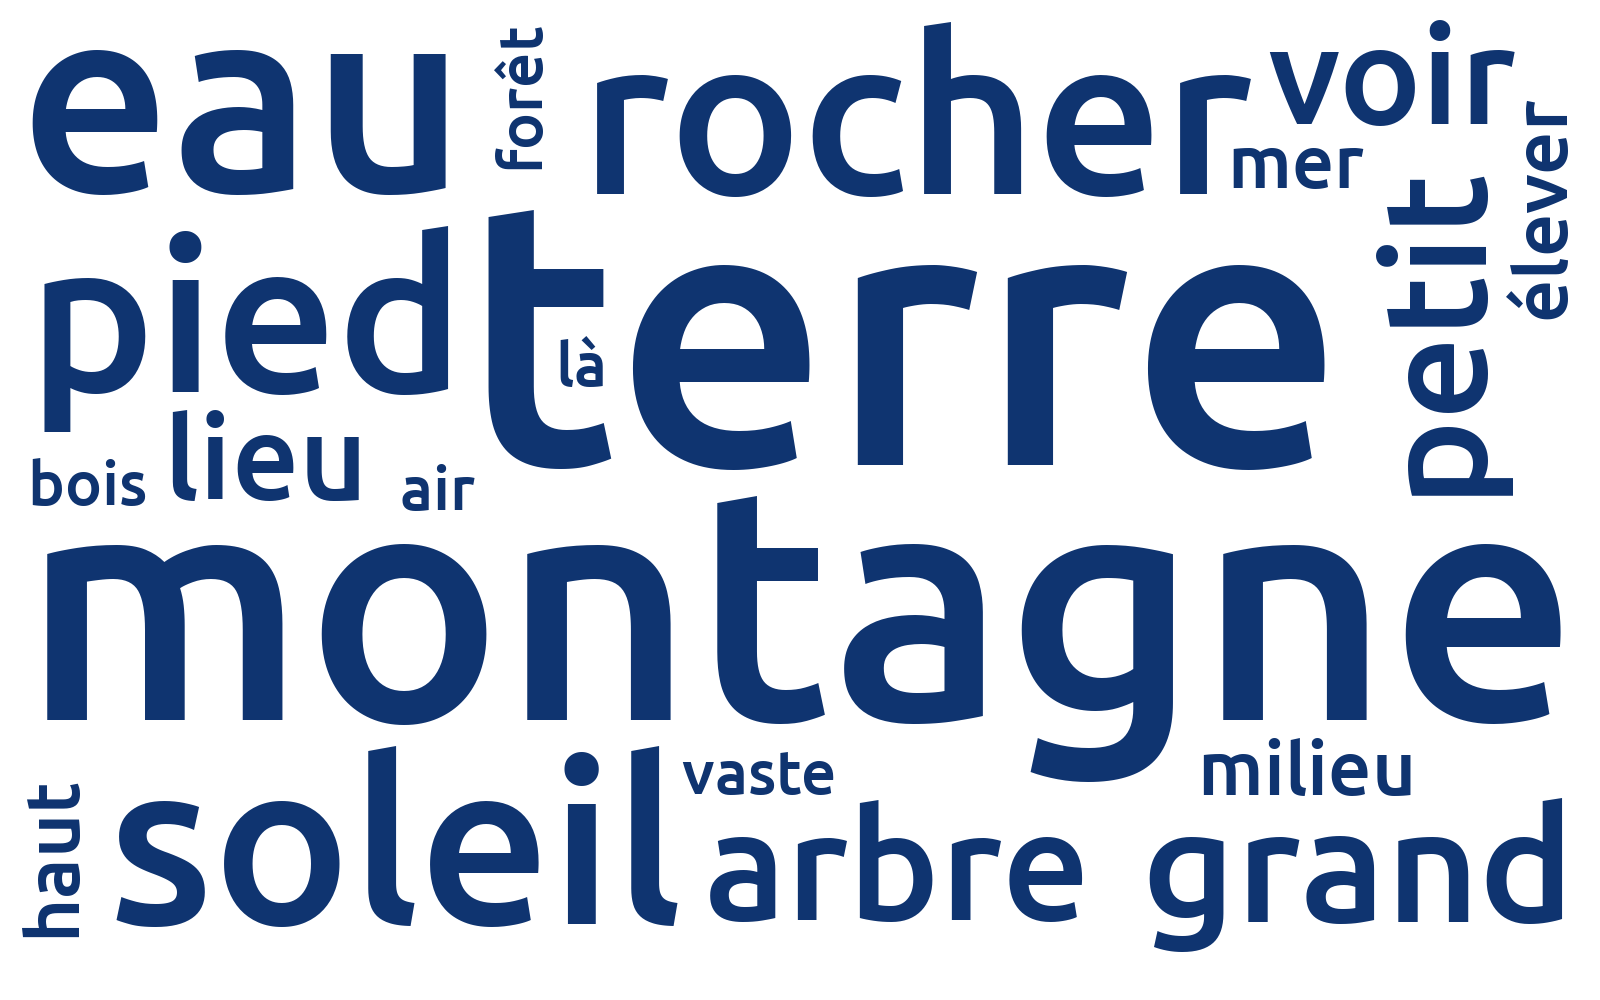 eau
forêt
rocher
voir
mer
élever
petit
pied
terre
là
lieu
bois
air
montagne
haut
soleil
vaste
milieu
arbre
grand